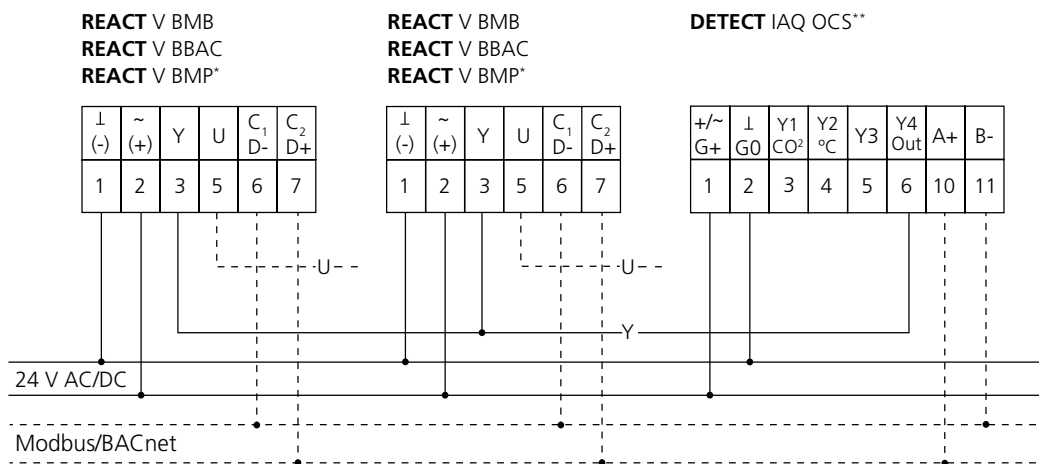 REACT V BMB
REACT V BBAC
REACT V BMP*
REACT V BMB
REACT V BBAC
REACT V BMP*
DETECT IAQ OCS**
⊥ (-) ~ (+) Y U C₁ D- C₂ D+
1 2 3 5 6 7
⊥ (-) ~ (+) Y U C₁ D- C₂ D+
1 2 3 5 6 7
+/~ G+ ⊥ G0 Y1 CO² Y2 ºC Y3 Y4 Out A+ B-
1 2 3 4 5 6 10 11
U U
Y
24 V AC/DC
Modbus/BACnet